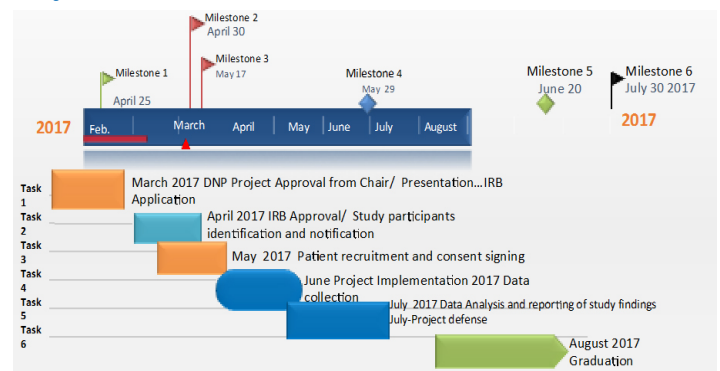 Milestone 2
April 30
Milestone 3
May 17
Milestone 1
April 25
Milestone 4
May 29
Milestone 5
June 20
Milestone 6
July 30 2017
2017
2017
Feb.
March
April
May
June
July
August
Task
1
March 2017 DNP Project Approval from Chair/ Presentation...IRB
Application
Task
2
April 2017 IRB Approval/ Study participants
identification and notification
Task
3
May 2017 Patient recruitment and consent signing
Task
4
June Project Implementation 2017 Data
collection
Task
5
July 2017 Data Analysis and reporting of study findings
July-Project defense
Task
6
August 2017
Graduation